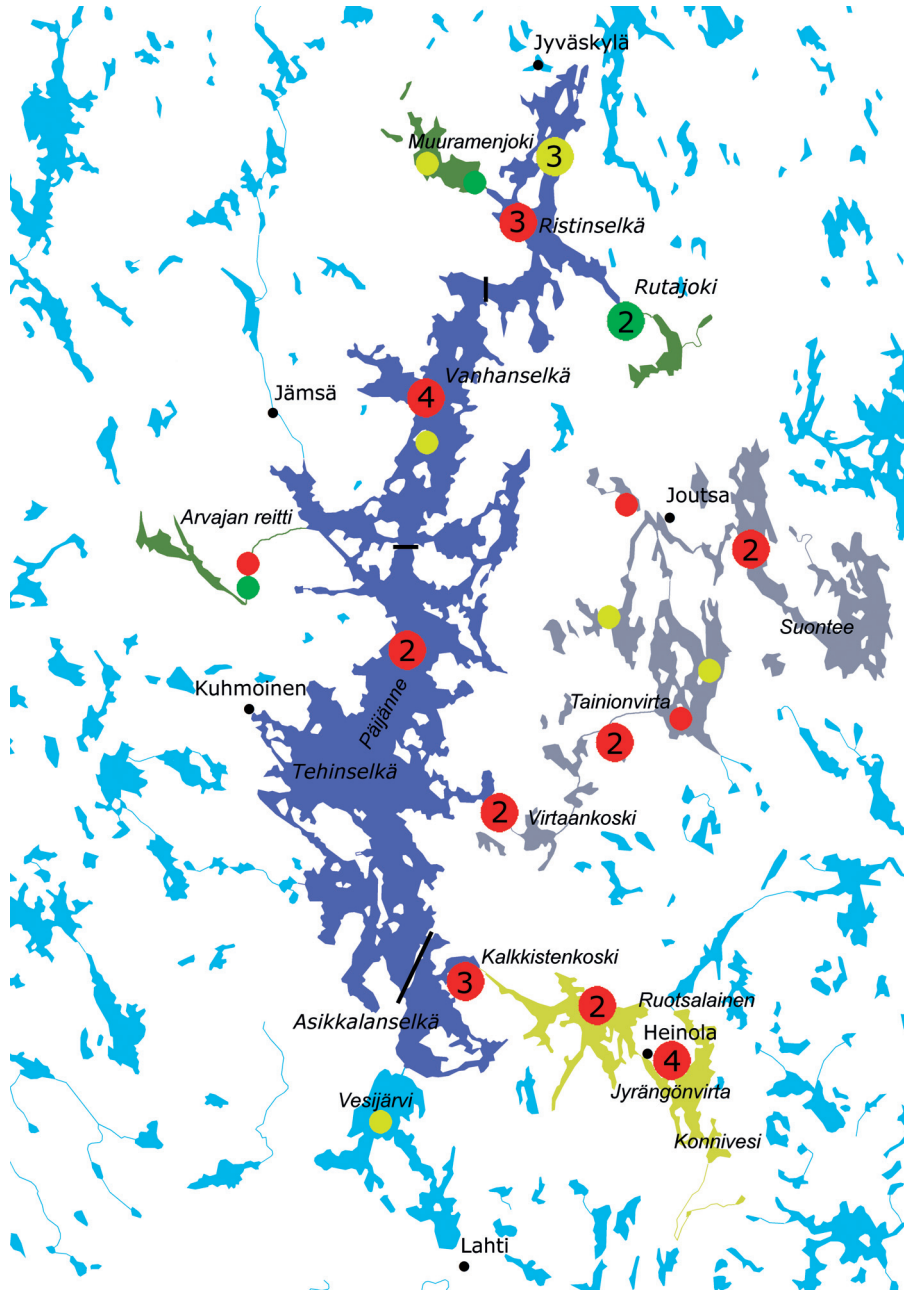 Jyväskylä
Muuramenjoki
3
3
Ristinselkä
Rutajoki
2
Vanhanselkä
4
Jämsä
Joutsa
Arvajan reitti
2
Suontee
2
Päijänne
Kuhmoinen
Tainionvirta
2
Tehinselkä
2
Virtaankoski
Kalkkistenkoski
3
2
Ruotsalainen
Asikkalanselkä
Heinola
4
Jyrängönvirta
Vesijärvi
Konnivesi
Lahti